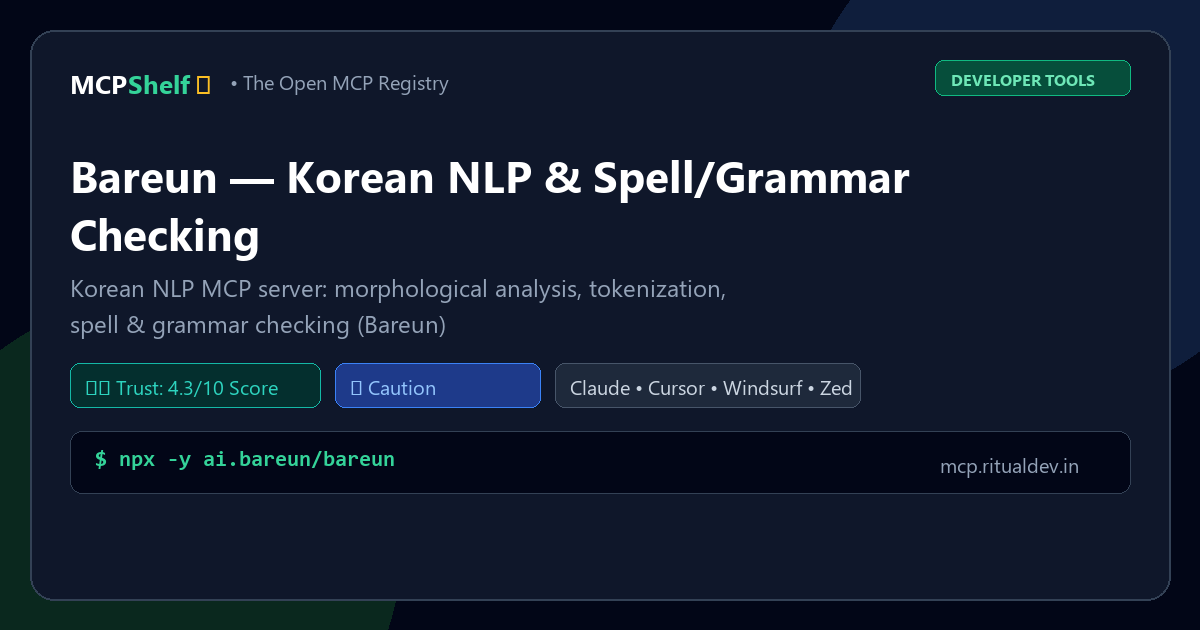 MCPShelf • The Open MCP Registry
DEVELOPER TOOLS
Bareun — Korean NLP & Spell/Grammar
Checking
Korean NLP MCP server: morphological analysis, tokenization,
spell & grammar checking (Bareun)
Trust: 4.3/10 Score
Caution
Claude • Cursor • Windsurf • Zed
$ npx -y ai.bareun/bareun
mcp.ritualdev.in